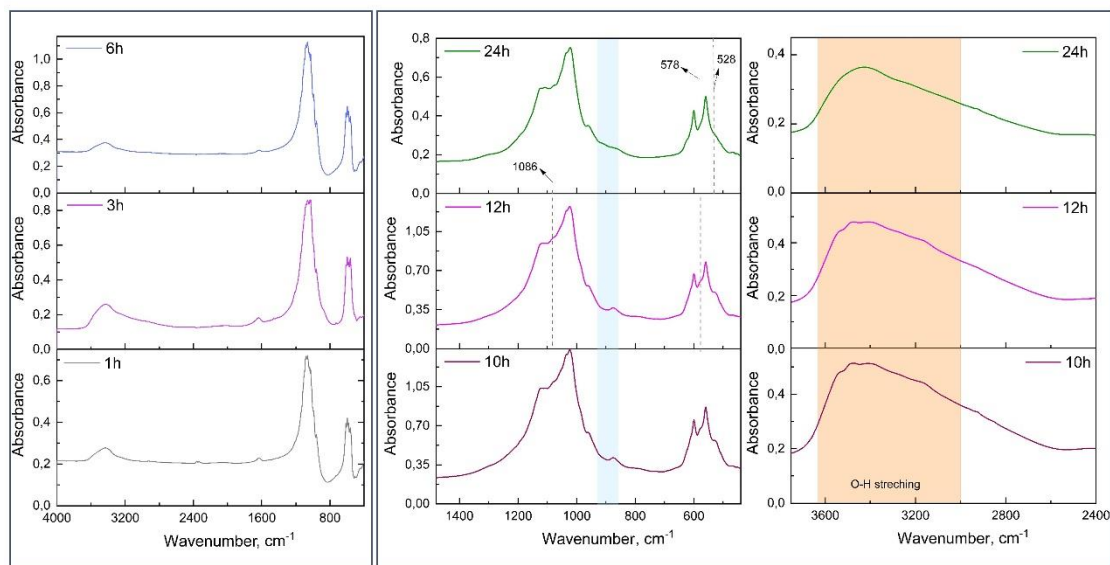 6h
Absorbance
1,0
0,8
0,6
0,4
0,2
0,0
3h
Absorbance
0,8
0,6
0,4
0,2
0,0
1h
Absorbance
0,6
0,4
0,2
0,0
4000 3200 2400 1600 800
Wavenumber, cm⁻¹
24h
Absorbance
0,8
0,6
0,4
0,2
0,0
578
528
1086
12h
Absorbance
1,05
0,70
0,35
0,00
10h
Absorbance
1,05
0,70
0,35
0,00
1400 1200 1000 800 600
Wavenumber, cm⁻¹
24h
Absorbance
0,4
0,2
0,0
12h
Absorbance
0,6
0,4
0,2
0,0
10h
Absorbance
0,4
0,2
0,0
O-H streching
3600 3200 2800 2400
Wavenumber, cm⁻¹